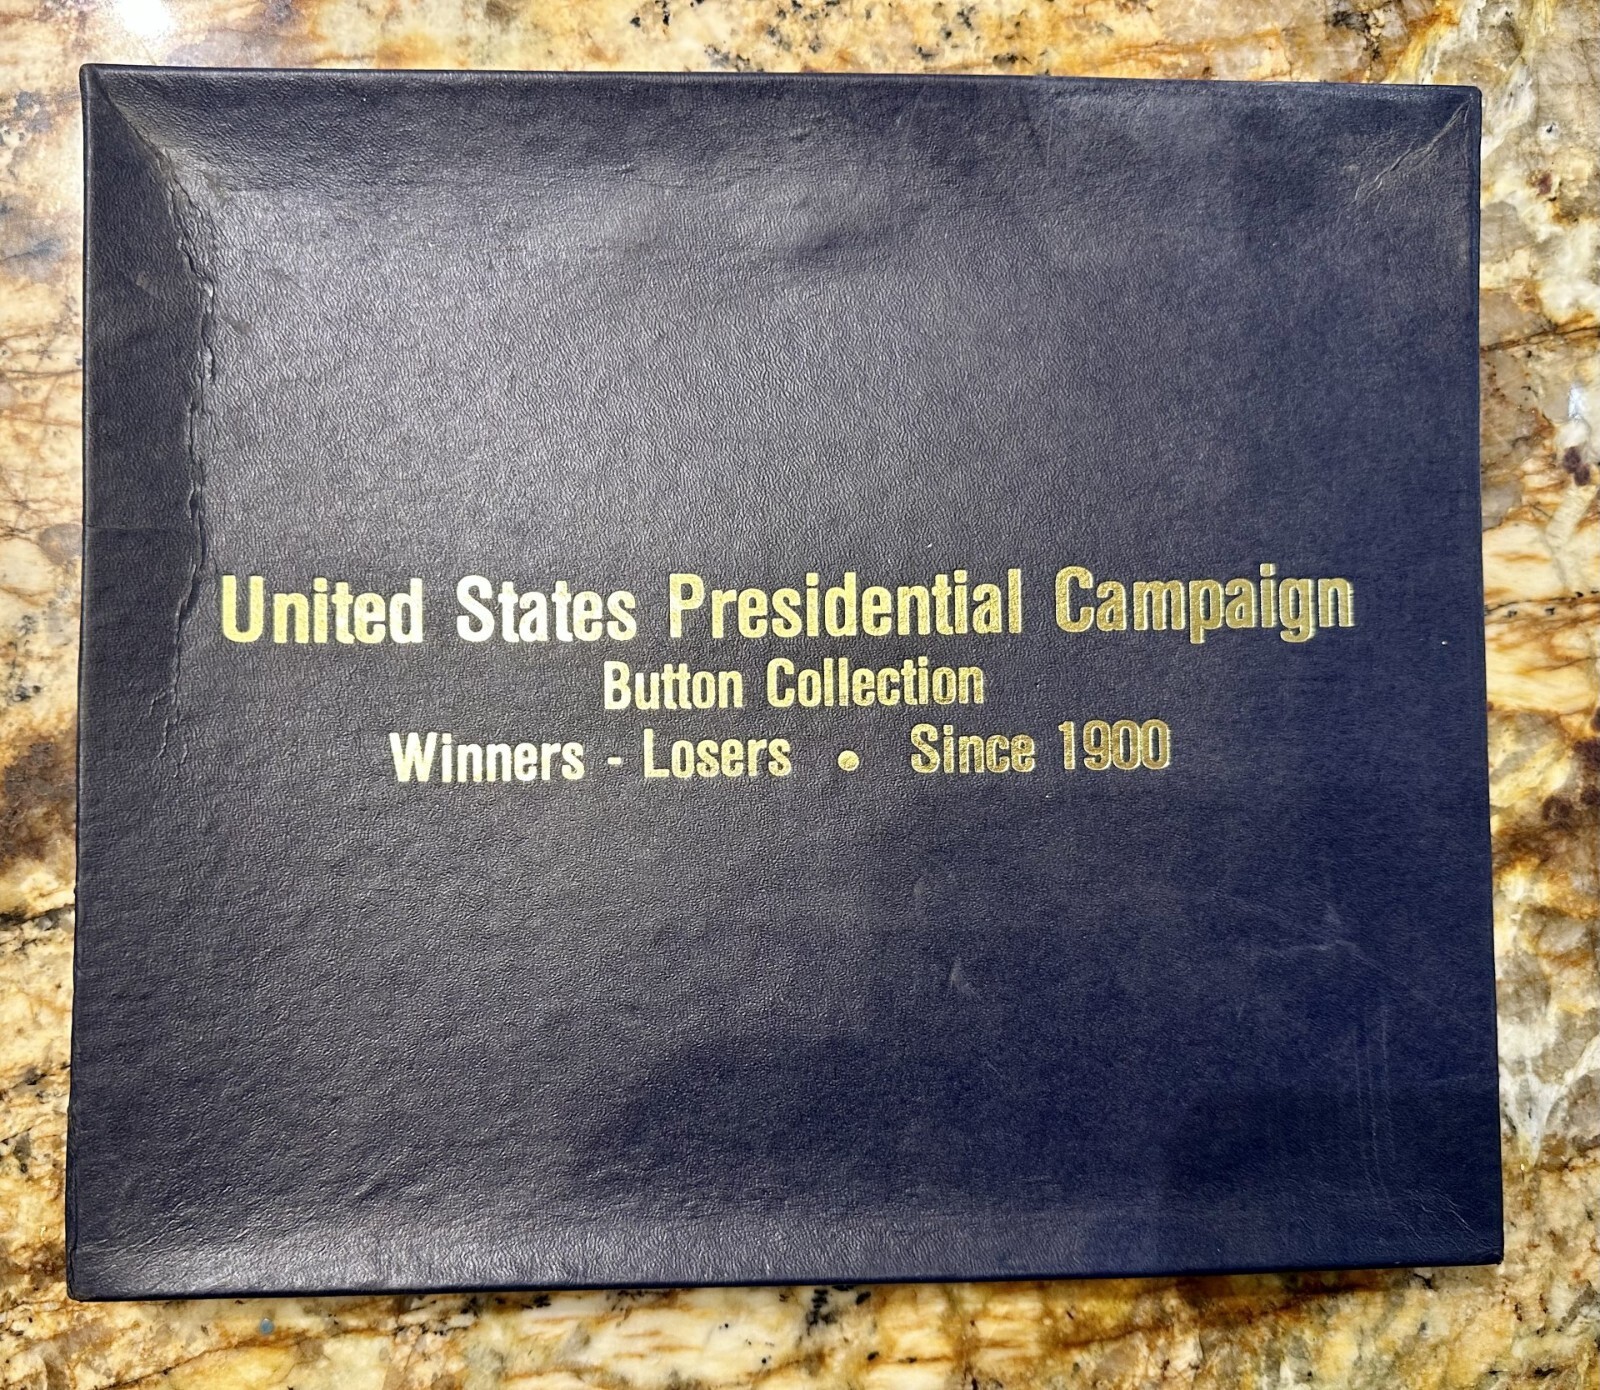 United States Presidential Campaign
Button Collection
Winners - Losers • Since 1900